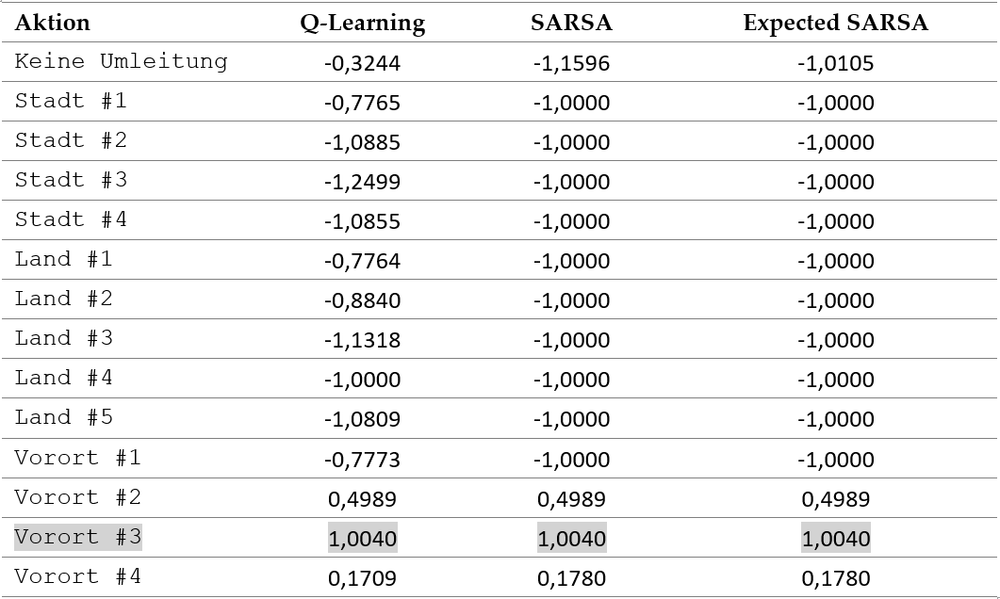 Aktion Q-Learning SARSA Expected SARSA
Keine Umleitung -0,3244 -1,1596 -1,0105
Stadt #1 -0,7765 -1,0000 -1,0000
Stadt #2 -1,0885 -1,0000 -1,0000
Stadt #3 -1,2499 -1,0000 -1,0000
Stadt #4 -1,0855 -1,0000 -1,0000
Land #1 -0,7764 -1,0000 -1,0000
Land #2 -0,8840 -1,0000 -1,0000
Land #3 -1,1318 -1,0000 -1,0000
Land #4 -1,0000 -1,0000 -1,0000
Land #5 -1,0809 -1,0000 -1,0000
Vorort #1 -0,7773 -1,0000 -1,0000
Vorort #2 0,4989 0,4989 0,4989
Vorort #3 1,0040 1,0040 1,0040
Vorort #4 0,1709 0,1780 0,1780